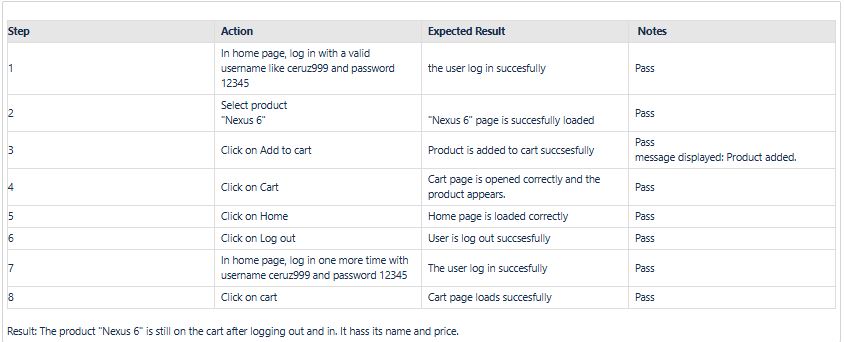 Step Action Expected Result Notes
In home page, log in with a valid
1 username like ceruz999 and password the user log in succesfully Pass
12345
Select product
2 "Nexus 6" "Nexus 6" page is succesfully loaded Pass
3 Click on Add to cart Product is added to cart succsesfully Pass
message displayed: Product added.
4 Click on Cart Cart page is opened correctly and the Pass
product appears.
5 Click on Home Home page is loaded correctly Pass
6 Click on Log out User is log out succsesfully Pass
In home page, log in one more time with
7 username ceruz999 and password 12345 The user log in succesfully Pass
8 Click on cart Cart page loads succesfully Pass
Result: The product "Nexus 6" is still on the cart after logging out and in. It hass its name and price.